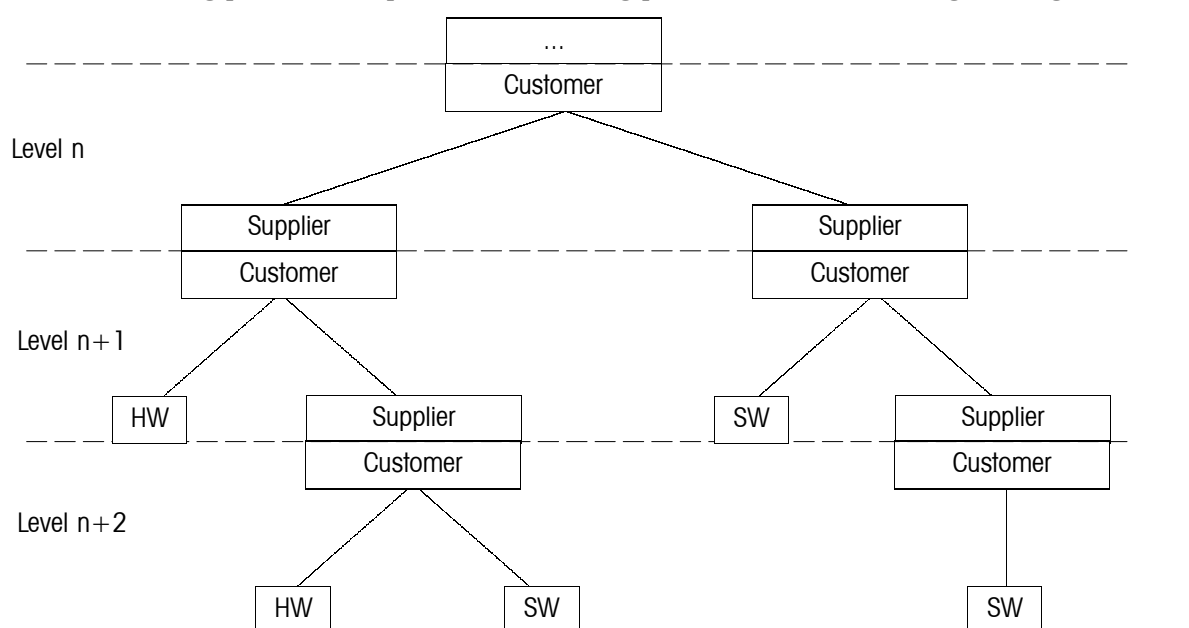 ...
Customer
Level n
Supplier Supplier
Customer Customer
Level n+1
HW Supplier SW Supplier
Customer Customer
Level n+2
HW SW SW